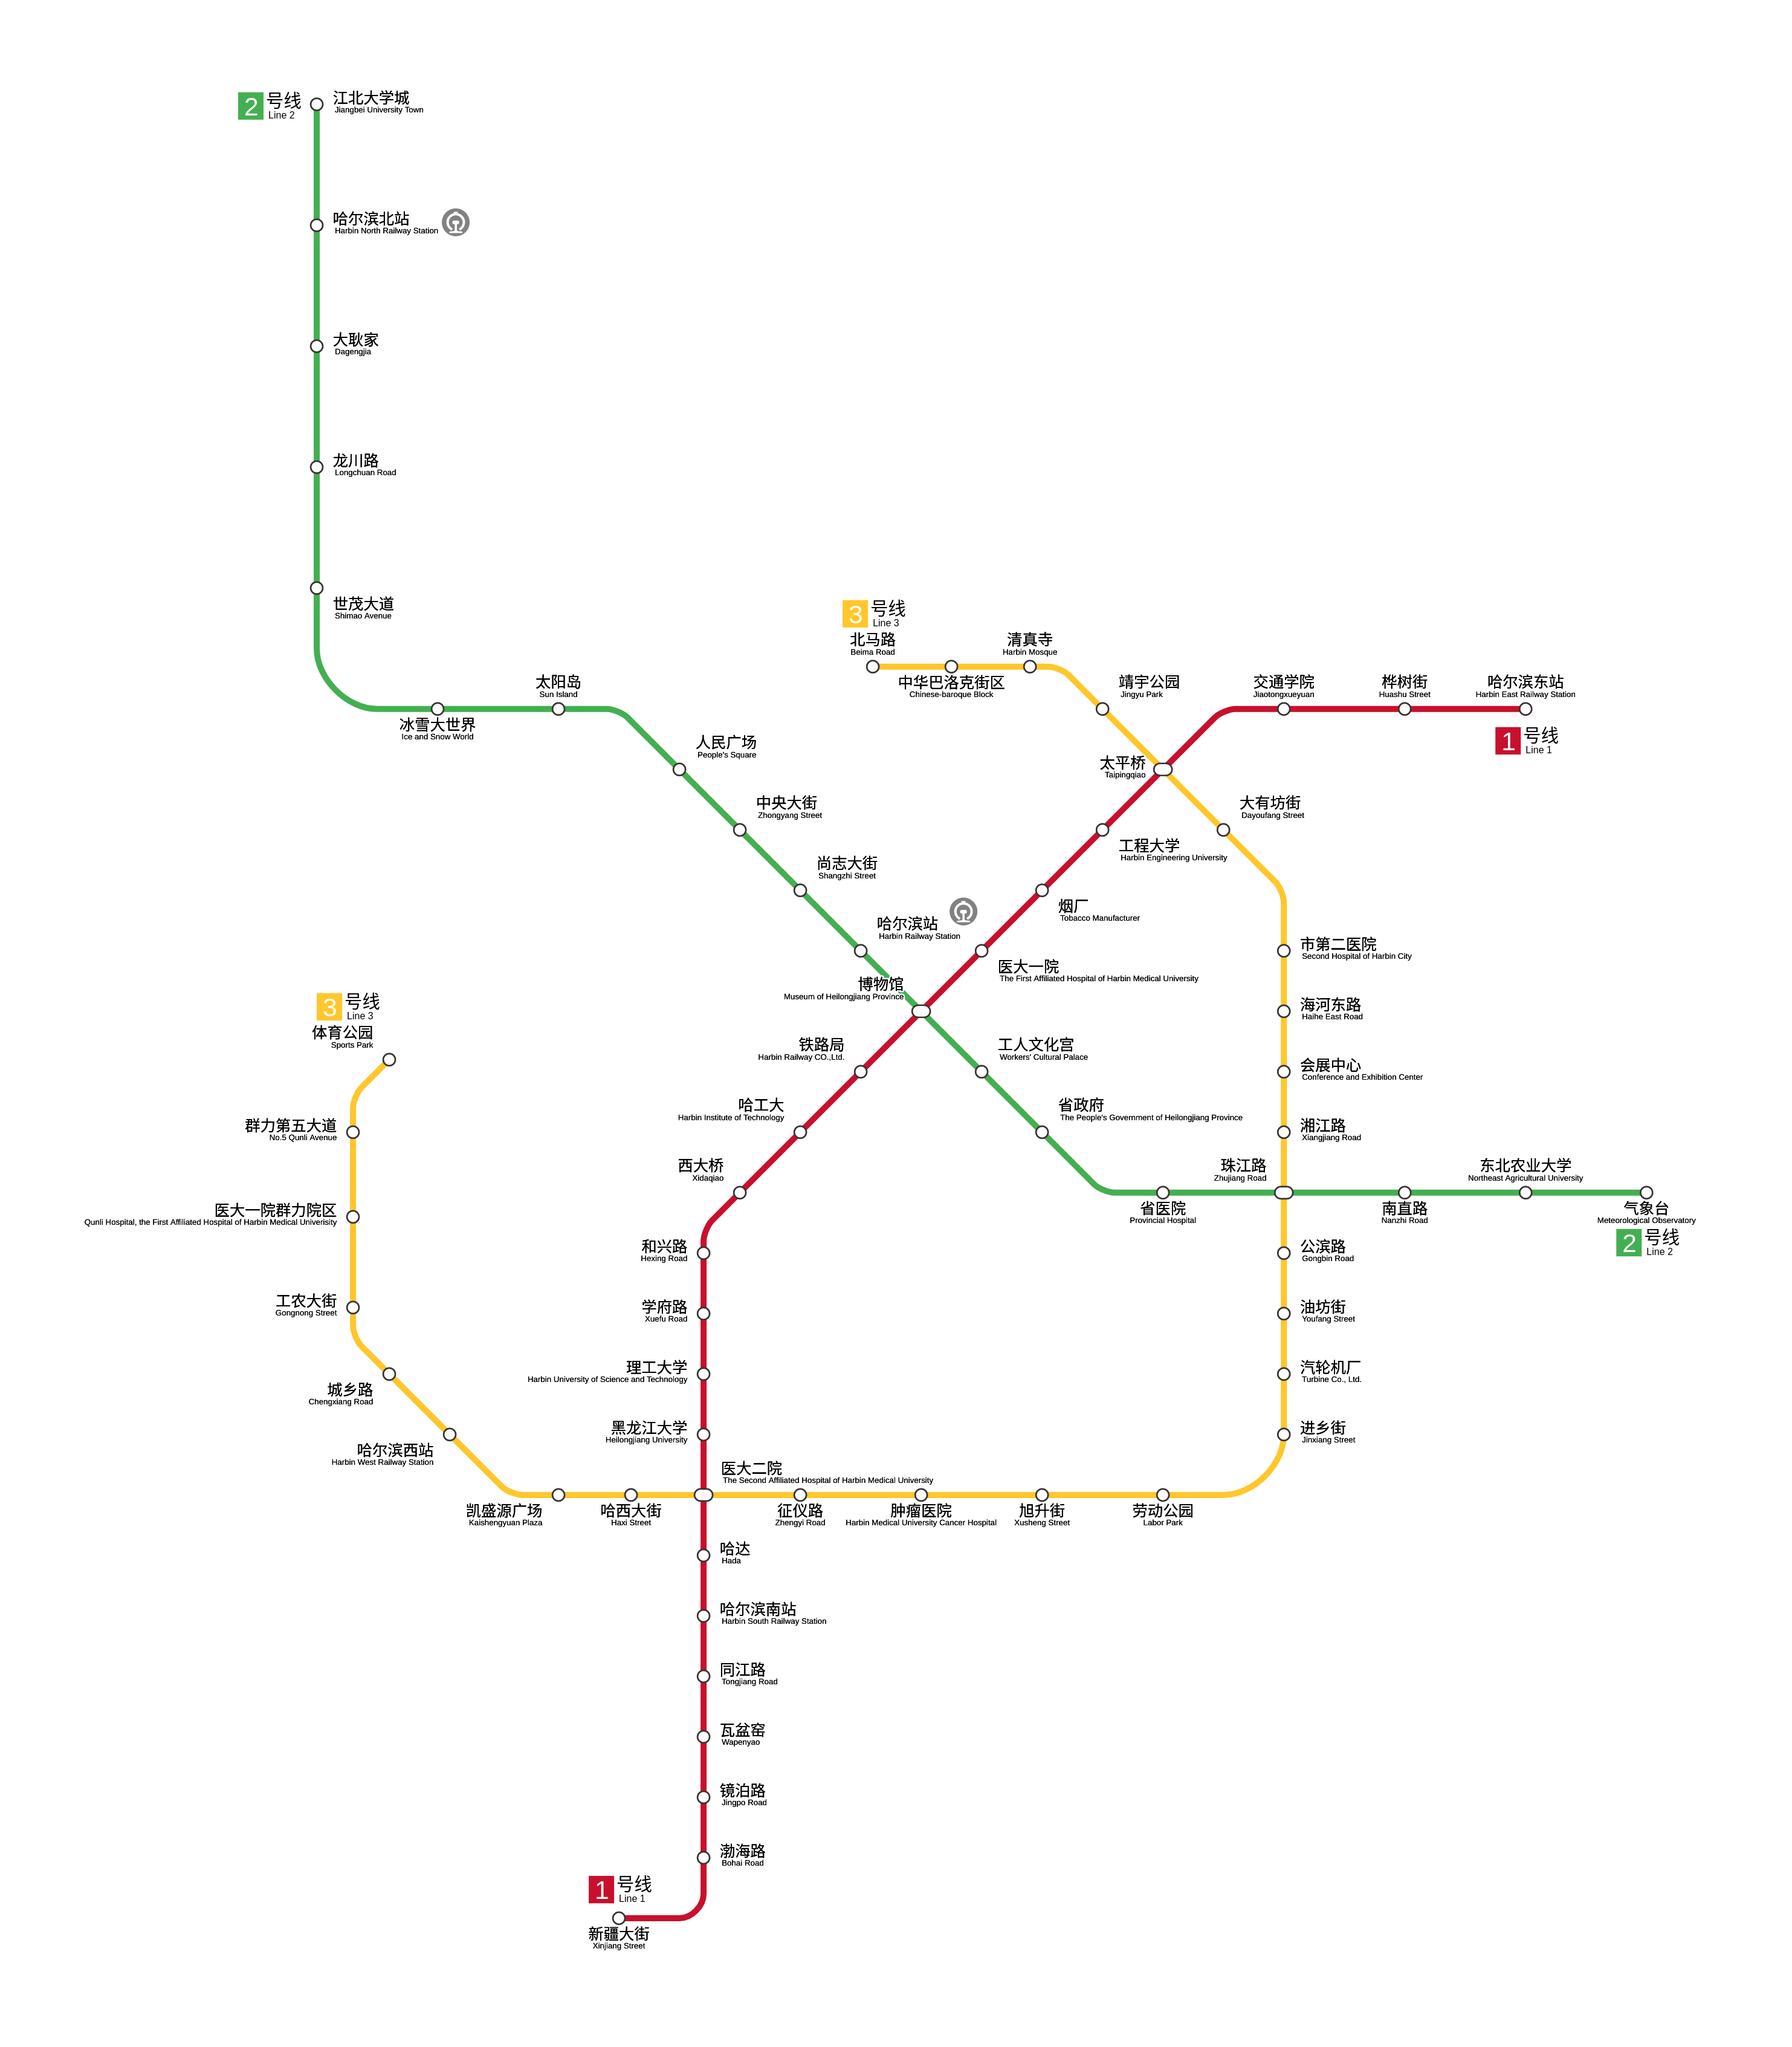 2 号线
Line 2
江北大学城
Jiangbei University Town
哈尔滨北站
Harbin North Railway Station
大耿家
Dagengjia
龙川路
Longchuan Road
世茂大道
Shimao Avenue
冰雪大世界
Ice and Snow World
太阳岛
Sun Island
人民广场
People's Square
中央大街
Zhongyang Street
尚志大街
Shangzhi Street
哈尔滨站
Harbin Railway Station
博物馆
Museum of Heilongjiang Province
工人文化宫
Workers' Cultural Palace
省政府
The People's Government of Heilongjiang Province
省医院
Provincial Hospital
珠江路
Zhujiang Road
南直路
Nanzhi Road
东北农业大学
Northeast Agricultural University
气象台
Meteorological Observatory
2 号线
Line 2
3 号线
Line 3
北马路
Beima Road
中华巴洛克街区
Chinese-baroque Block
清真寺
Harbin Mosque
靖宇公园
Jingyu Park
太平桥
Taipingqiao
大有坊街
Dayoufang Street
市第二医院
Second Hospital of Harbin City
海河东路
Haihe East Road
会展中心
Conference and Exhibition Center
湘江路
Xiangjiang Road
公滨路
Gongbin Road
油坊街
Youfang Street
汽轮机厂
Turbine Co., Ltd.
进乡街
Jinxiang Street
劳动公园
Labor Park
旭升街
Xusheng Street
肿瘤医院
Harbin Medical University Cancer Hospital
征仪路
Zhengyi Road
医大二院
The Second Affiliated Hospital of Harbin Medical University
哈西大街
Haxi Street
凯盛源广场
Kaishengyuan Plaza
哈尔滨西站
Harbin West Railway Station
城乡路
Chengxiang Road
工农大街
Gongnong Street
医大一院群力院区
Qunli Hospital, the First Affiliated Hospital of Harbin Medical Univerisity
群力第五大道
No.5 Qunli Avenue
体育公园
Sports Park
3 号线
Line 3
哈尔滨东站
Harbin East Railway Station
1 号线
Line 1
桦树街
Huashu Street
交通学院
Jiaotongxueyuan
工程大学
Harbin Engineering University
烟厂
Tobacco Manufacturer
医大一院
The First Affiliated Hospital of Harbin Medical University
铁路局
Harbin Railway CO.,Ltd.
哈工大
Harbin Institute of Technology
西大桥
Xidaqiao
和兴路
Hexing Road
学府路
Xuefu Road
理工大学
Harbin University of Science and Technology
黑龙江大学
Heilongjiang University
哈达
Hada
哈尔滨南站
Harbin South Railway Station
同江路
Tongjiang Road
瓦盆窑
Wapenyao
镜泊路
Jingpo Road
渤海路
Bohai Road
1 号线
Line 1
新疆大街
Xinjiang Street